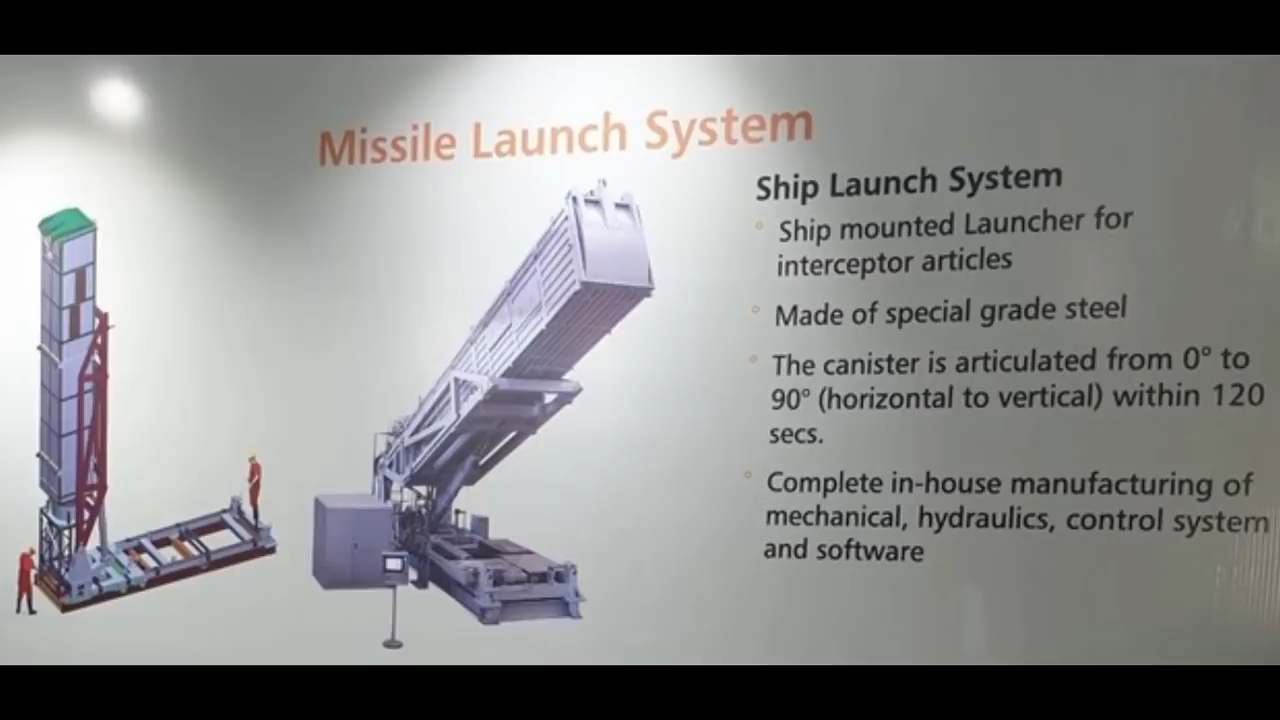 Missile Launch System
Ship Launch System
Ship mounted Launcher for
interceptor articles
Made of special grade steel
The canister is articulated from 0° to
90° (horizontal to vertical) within 120
secs.
Complete in-house manufacturing of
mechanical, hydraulics, control system
and software